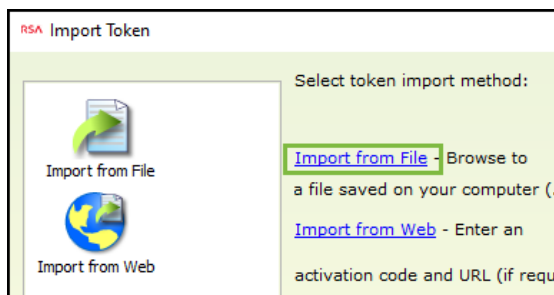 RSA Import Token
Select token import method:
Import from File
Import from File - Browse to
a file saved on your computer (.
Import from Web - Enter an
Import from Web
activation code and URL (if requ